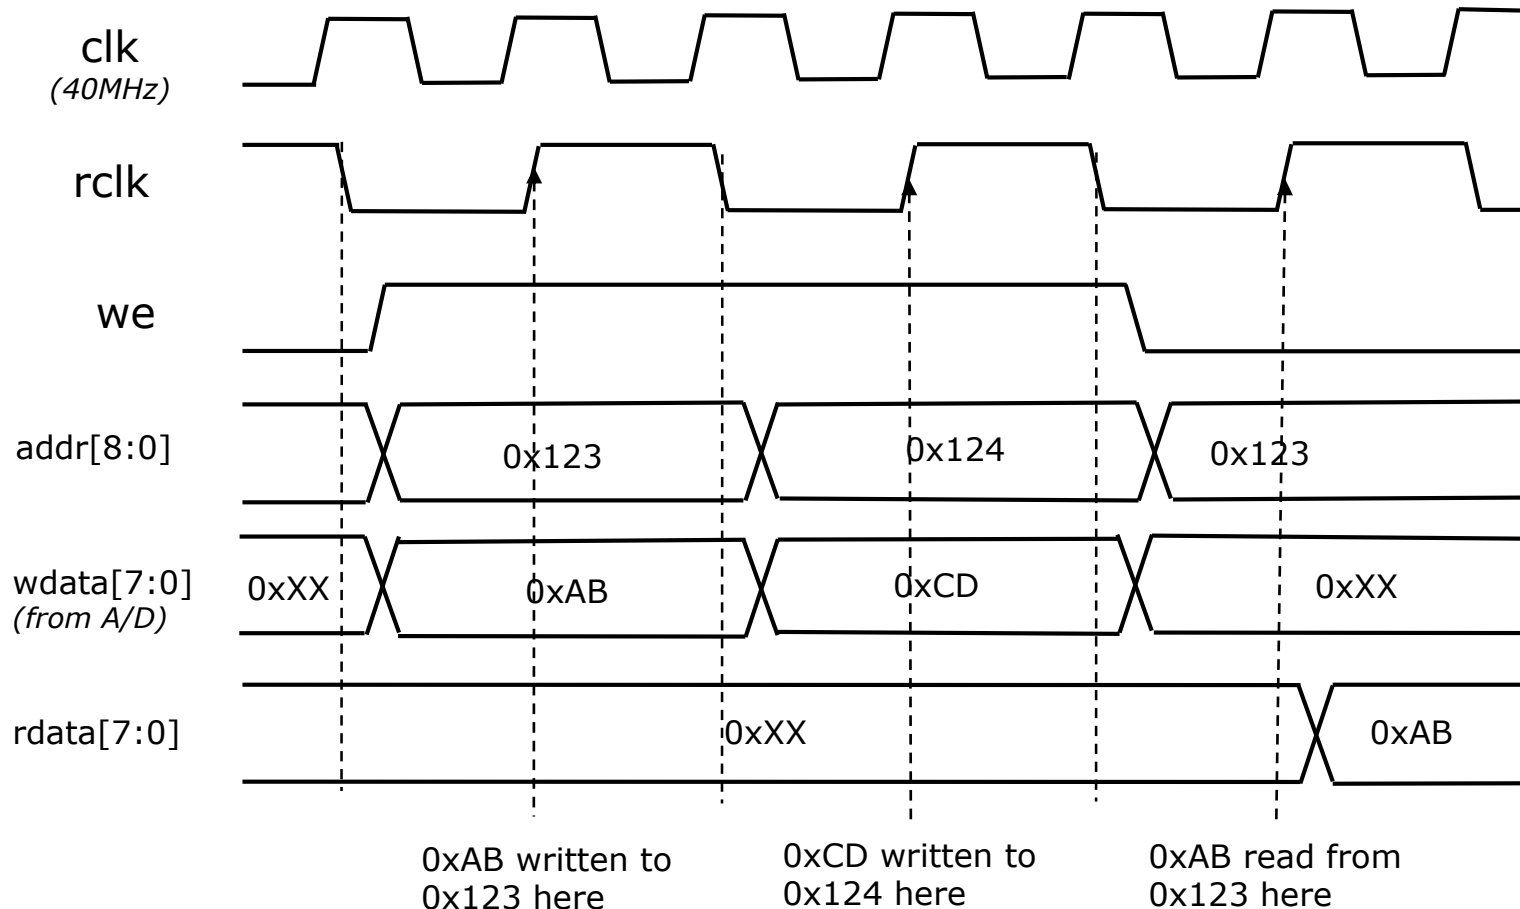 clk
(40MHz)
rclk
we
addr[8:0]
0x123
0x124
0x123
wdata[7:0]
(from A/D)
0xXX
0xAB
0xCD
0xXX
rdata[7:0]
0xXX
0xAB
0xAB written to
0x123 here
0xCD written to
0x124 here
0xAB read from
0x123 here